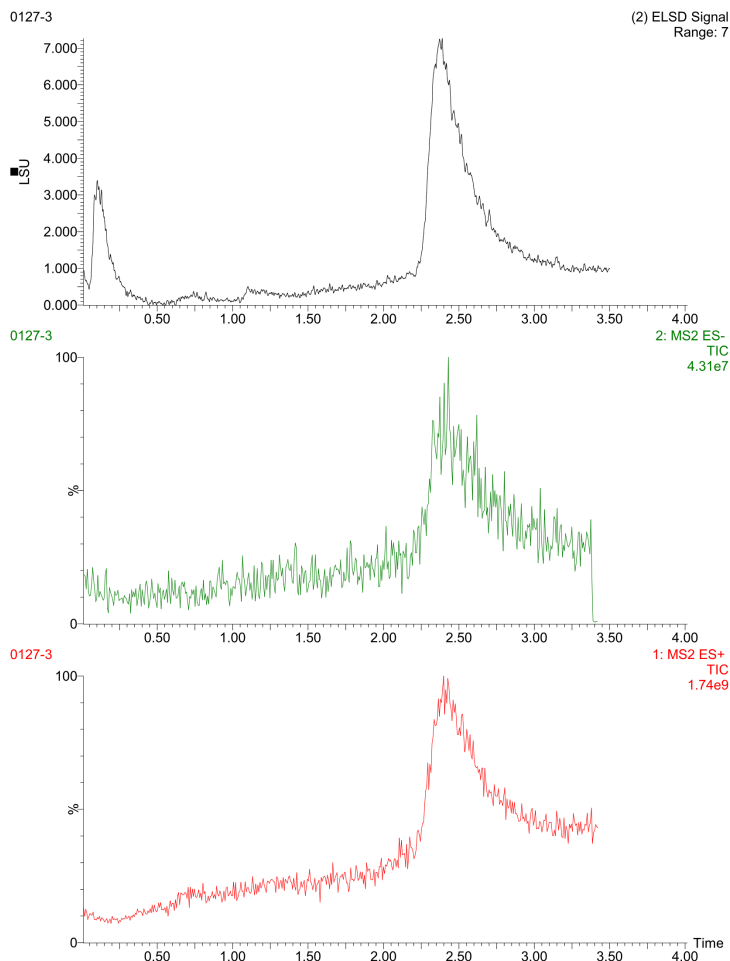 0127-3
(2) ELSD Signal
Range: 7
LSU
7.000
6.000
5.000
4.000
3.000
2.000
1.000
0.000
0.50 1.00 1.50 2.00 2.50 3.00 3.50 4.00
0127-3
2: MS2 ES-
TIC
4.31e7
100
%
0
0.50 1.00 1.50 2.00 2.50 3.00 3.50 4.00
0127-3
1: MS2 ES+
TIC
1.74e9
100
%
0
Time
0.50 1.00 1.50 2.00 2.50 3.00 3.50 4.00